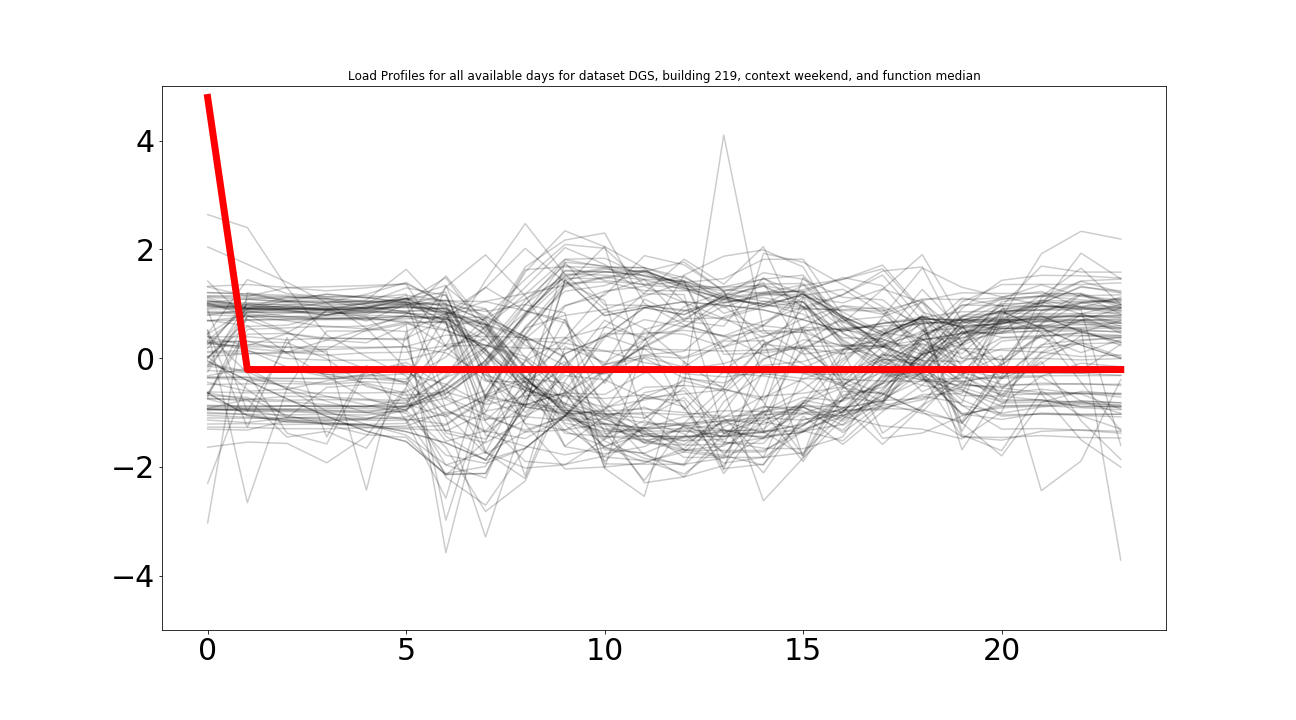 Load Profiles for all available days for dataset DGS, building 219, context weekend, and function median
4
2
0
−2
−4
0 5 10 15 20